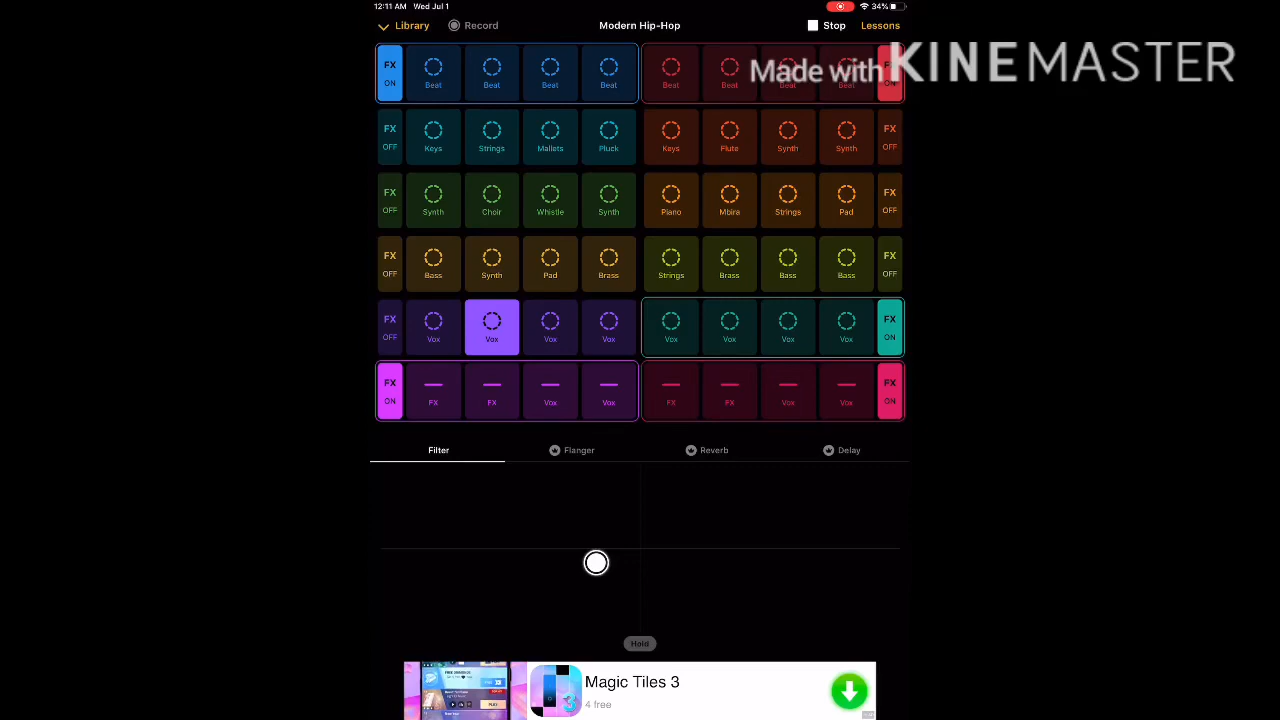 12:11 AM Wed Jul 1 34%
Library Record Modern Hip-Hop Stop Lessons
Made with KINEMASTER
FX Beat Beat Beat Beat Beat Beat Beat Beat FX
ON ON
FX Keys Strings Mallets Pluck Keys Flute Synth Synth FX
OFF OFF
FX Synth Choir Whistle Synth Piano Mbira Strings Pad FX
OFF OFF
FX Bass Synth Pad Brass Strings Brass Bass Bass FX
OFF OFF
FX Vox Vox Vox Vox Vox Vox Vox Vox FX
OFF ON
FX FX FX Vox Vox FX FX Vox Vox FX
ON ON
Filter Flanger Reverb Delay
Hold
Magic Tiles 3
4 free
PLAY